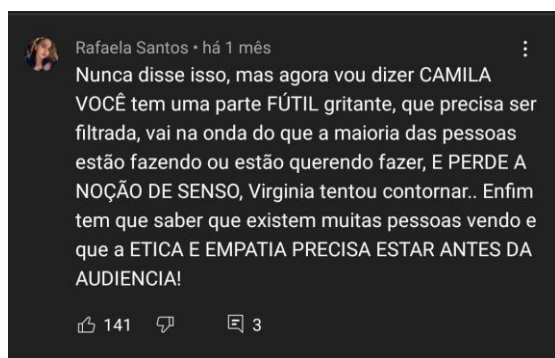 Rafaela Santos • há 1 mês
Nunca disse isso, mas agora vou dizer CAMILA
VOCÊ tem uma parte FÚTIL gritante, que precisa ser
filtrada, vai na onda do que a maioria das pessoas
estão fazendo ou estão querendo fazer, E PERDE A
NOÇÃO DE SENSO, Virginia tentou contornar.. Enfim
tem que saber que existem muitas pessoas vendo e
que a ETICA E EMPATIA PRECISA ESTAR ANTES DA
AUDIENCIA!
141 3